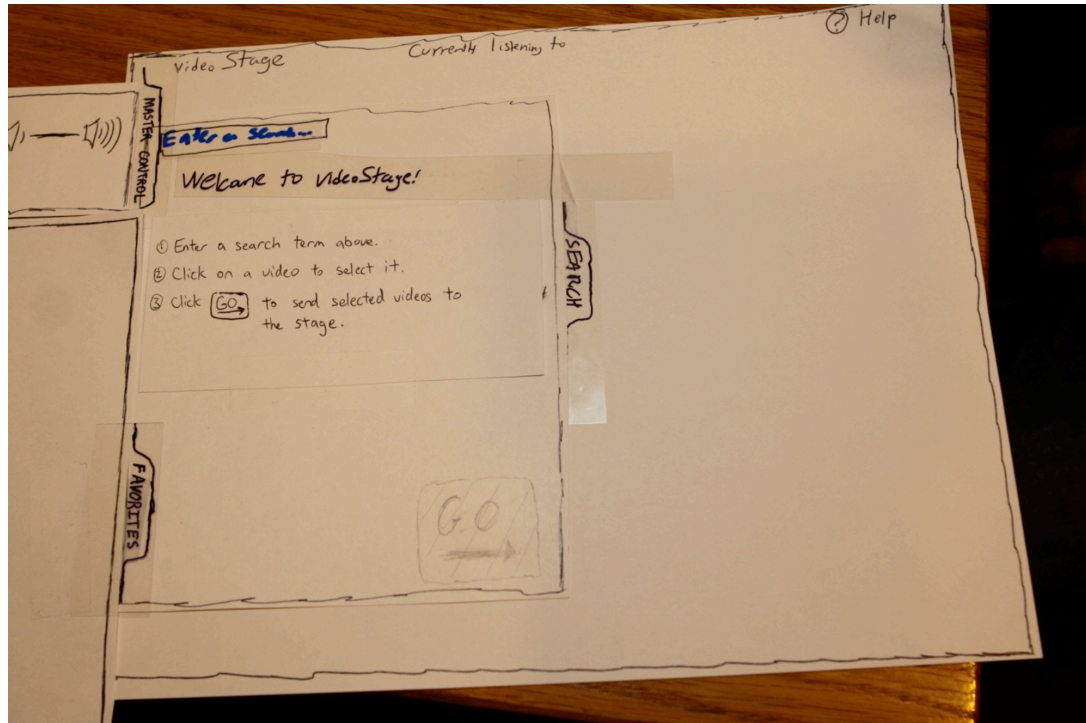 Video Stage
Currently listening to
? Help
MASTER CONTROL
Enter a Search...
Welcome to VideoStage!
① Enter a search term above.
② Click on a video to select it.
③ Click GO to send selected videos to
the stage.
SEARCH
FAVORITES
GO